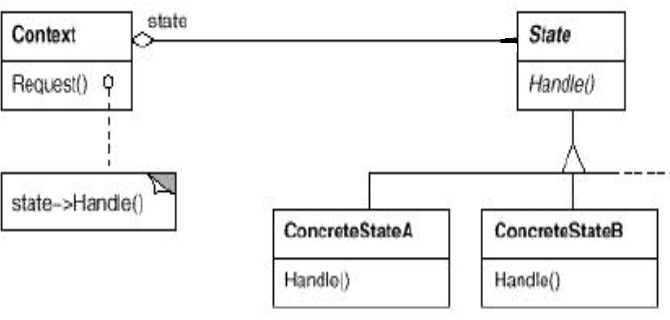 state
Context
State
Request()
Handle()
state->Handle()
ConcreteStateA
ConcreteStateB
Handle()
Handle()